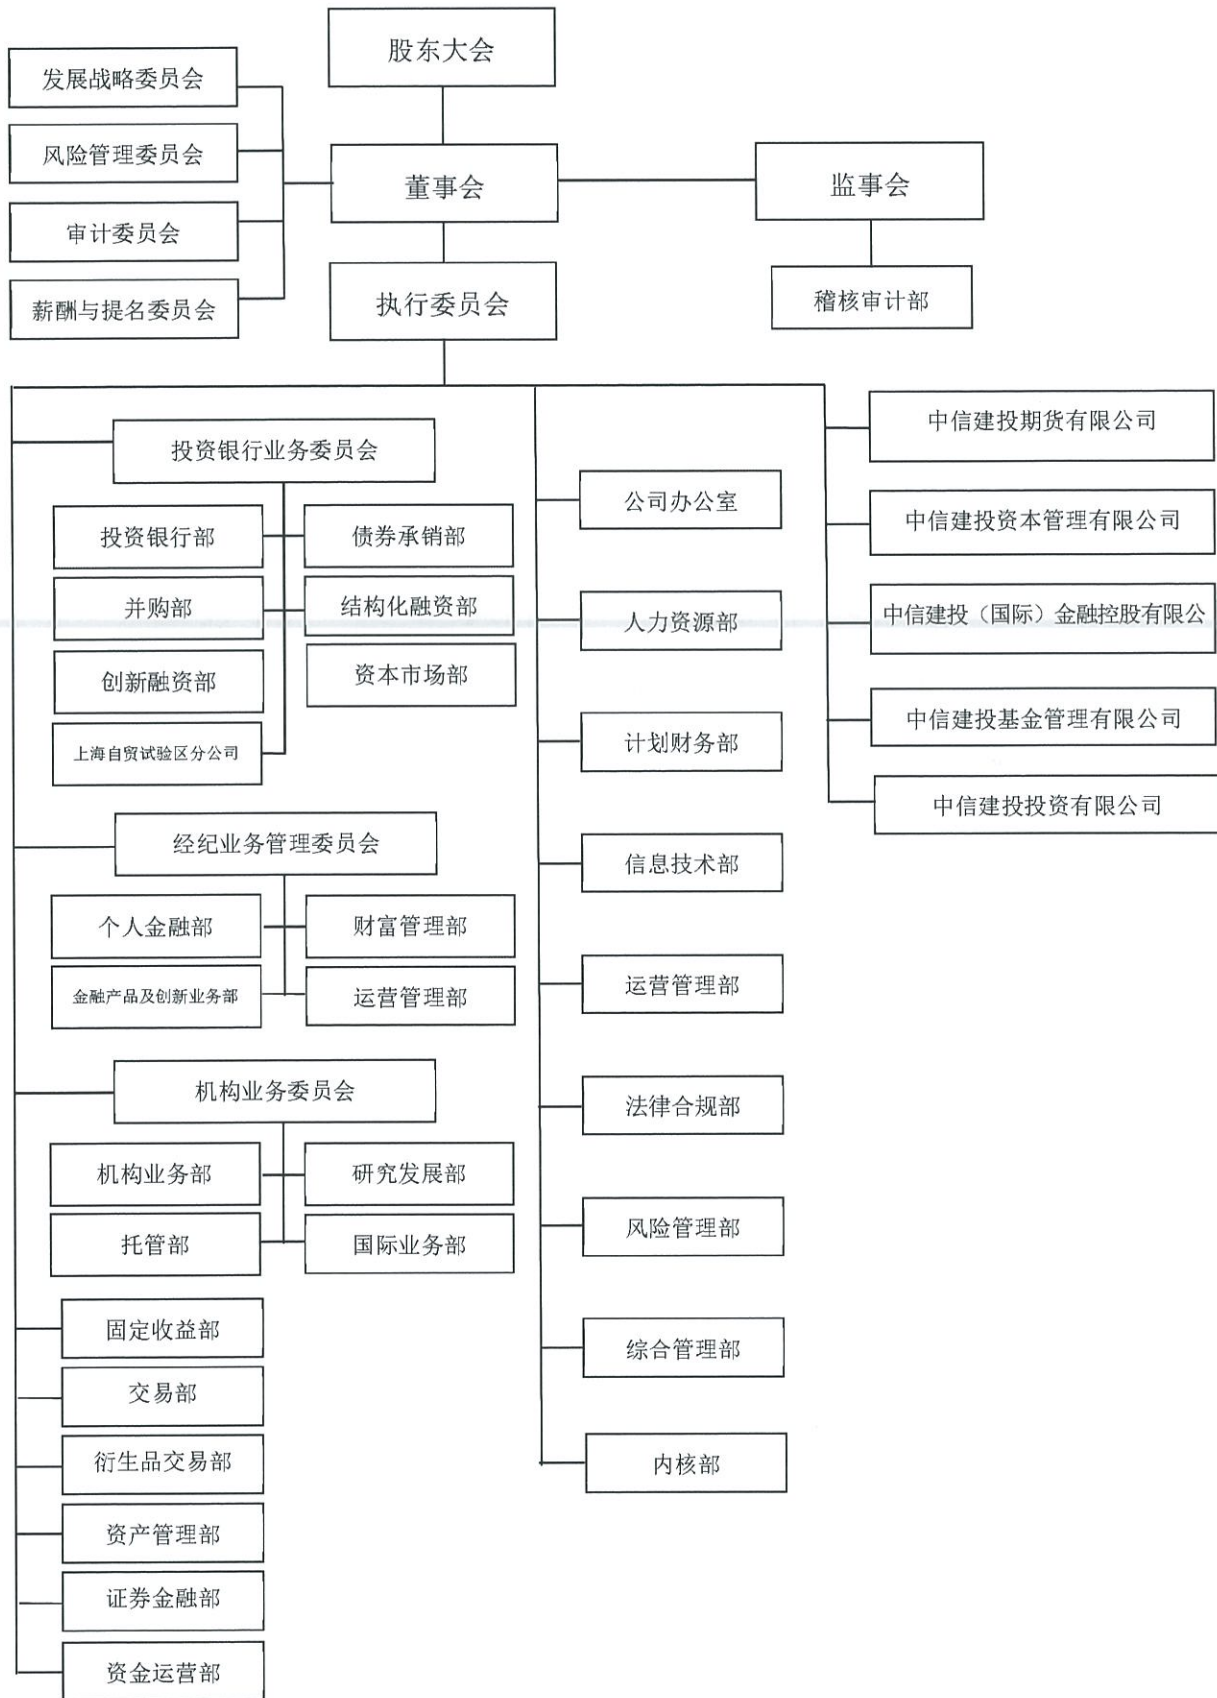 股东大会
发展战略委员会
风险管理委员会
审计委员会
薪酬与提名委员会
董事会
监事会
执行委员会
稽核审计部
投资银行业务委员会
投资银行部
债券承销部
并购部
结构化融资部
创新融资部
资本市场部
上海自贸试验区分公司
经纪业务管理委员会
个人金融部
财富管理部
金融产品及创新业务部
运营管理部
机构业务委员会
机构业务部
研究发展部
托管部
国际业务部
固定收益部
交易部
衍生品交易部
资产管理部
证券金融部
资金运营部
公司办公室
人力资源部
计划财务部
信息技术部
运营管理部
法律合规部
风险管理部
综合管理部
内核部
中信建投期货有限公司
中信建投资本管理有限公司
中信建投（国际）金融控股有限公
中信建投基金管理有限公司
中信建投投资有限公司